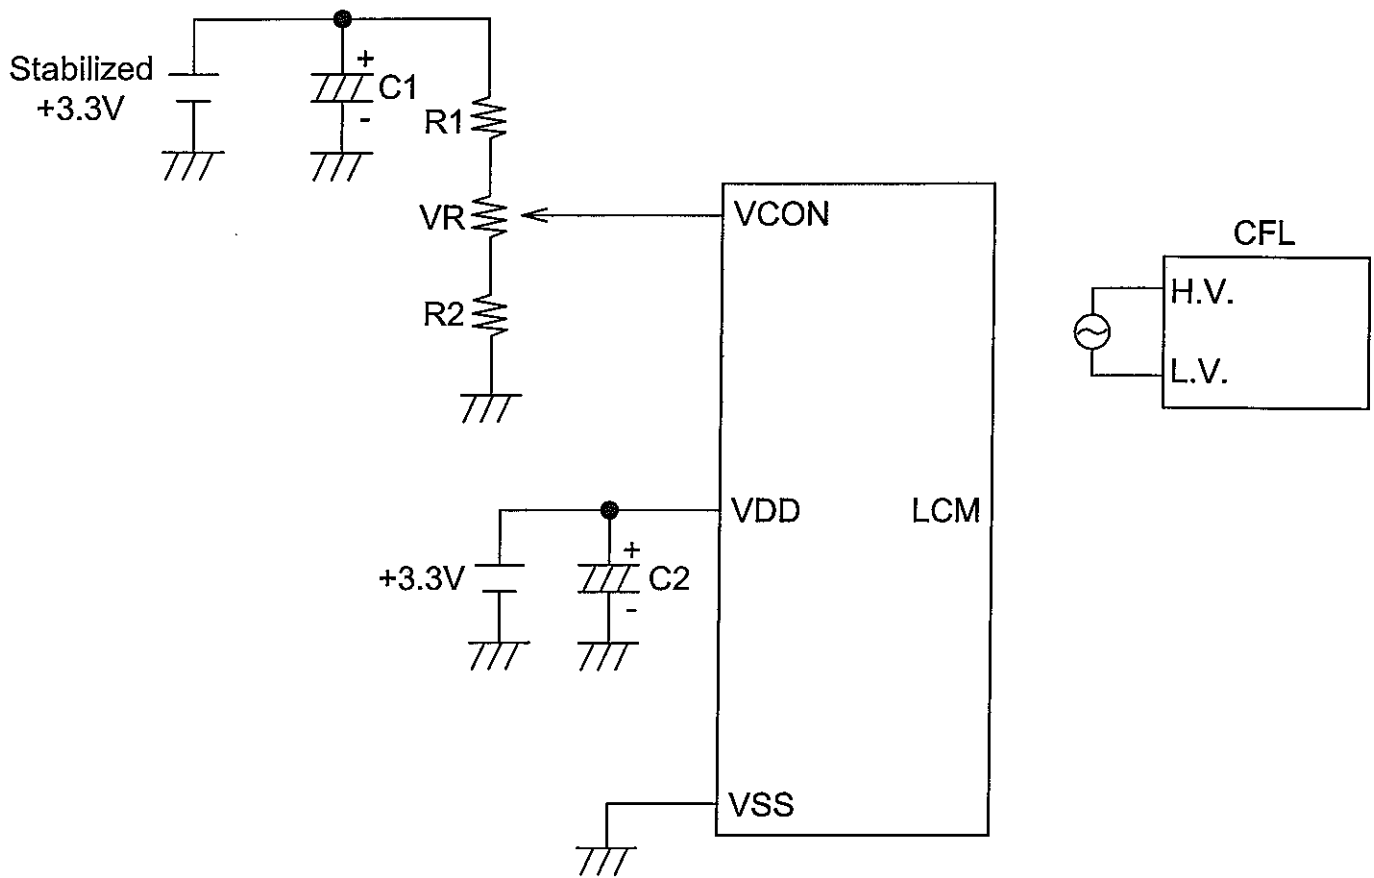 Stabilized
+3.3V
+
C1
-
R1
VR
VCON
CFL
H.V.
R2
L.V.
VDD
LCM
+
+3.3V
C2
-
VSS